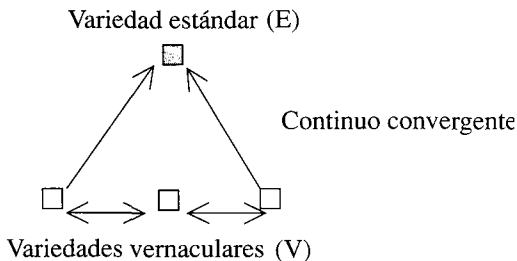 Variedad estándar (E)
Continuo convergente
Variedades vernaculares (V)